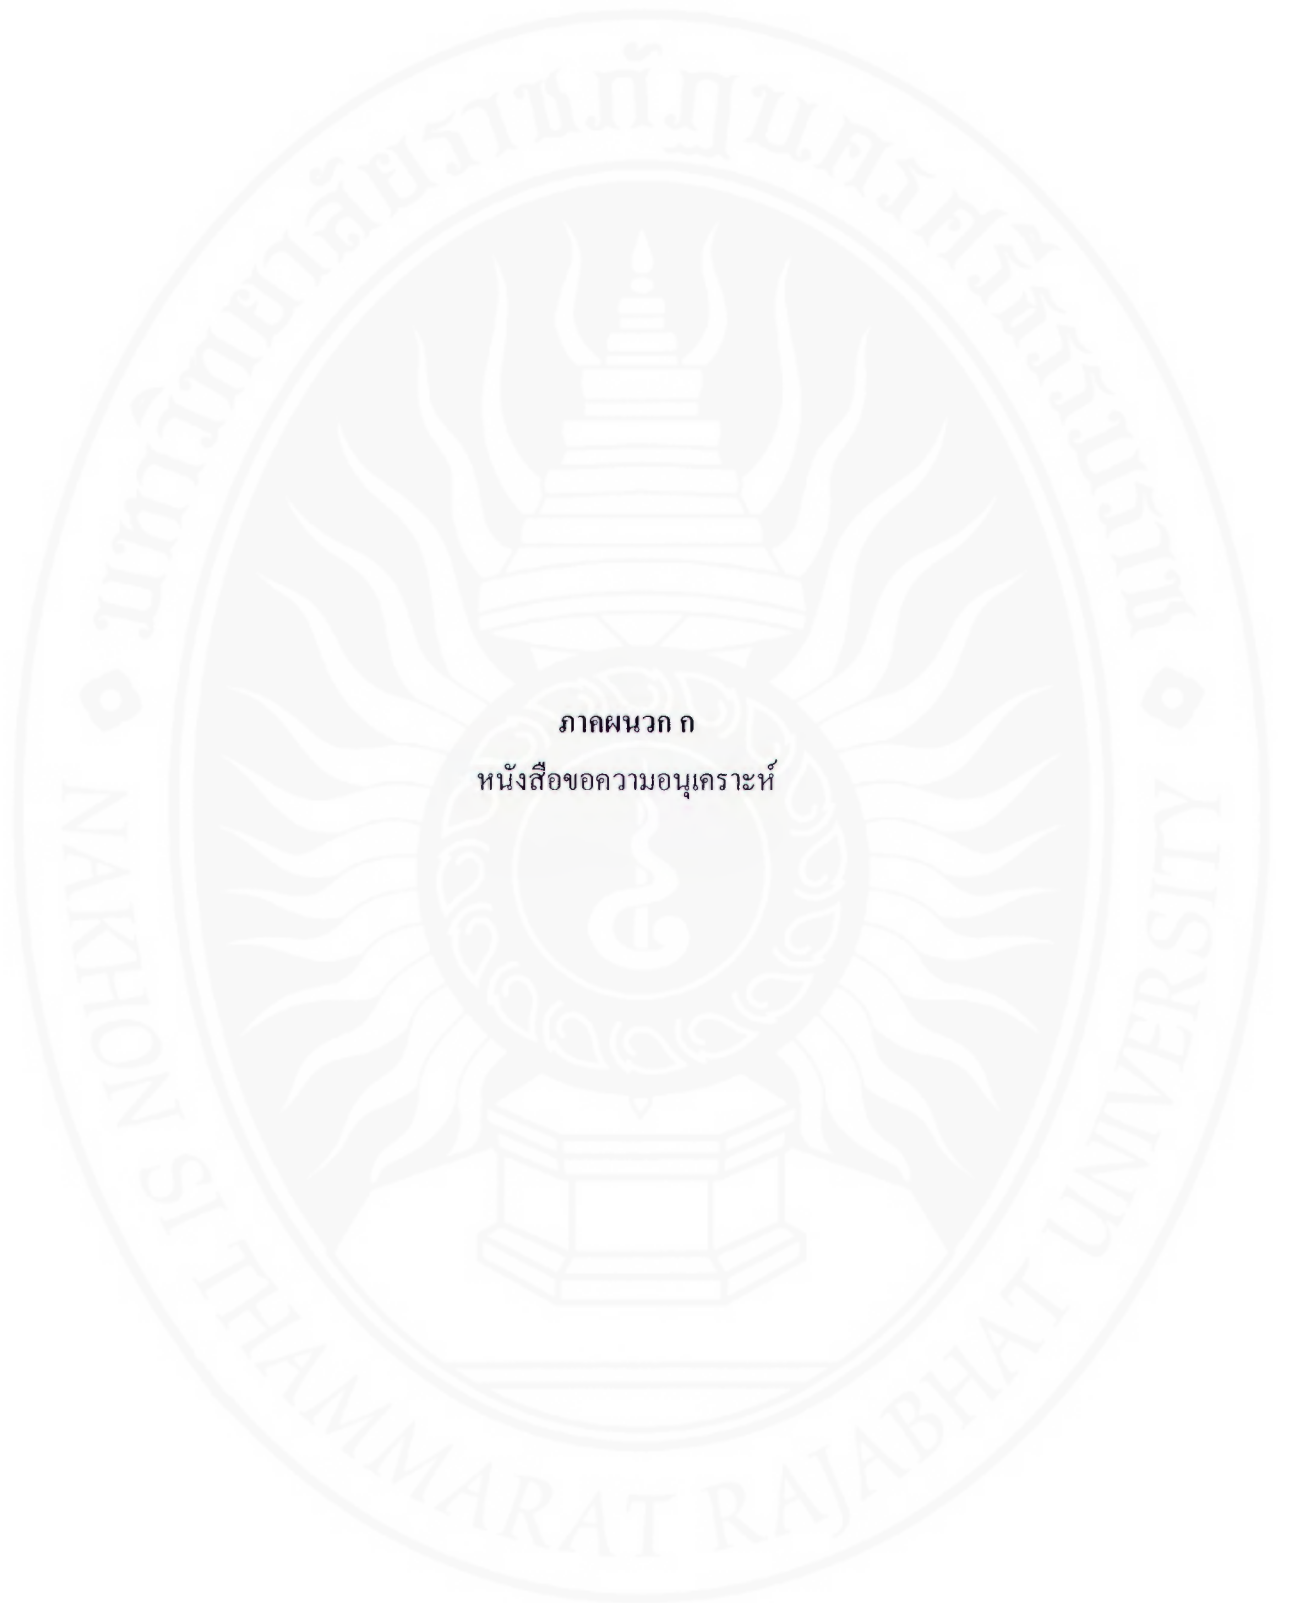 มหาวิทยาลัยราชภัฏนครศรีธรรมราช
ภาคผนวก ก
หนังสือขอความอนุเคราะห์
NAKHON SI THAMMARAT RAJABHAT UNIVERSITY